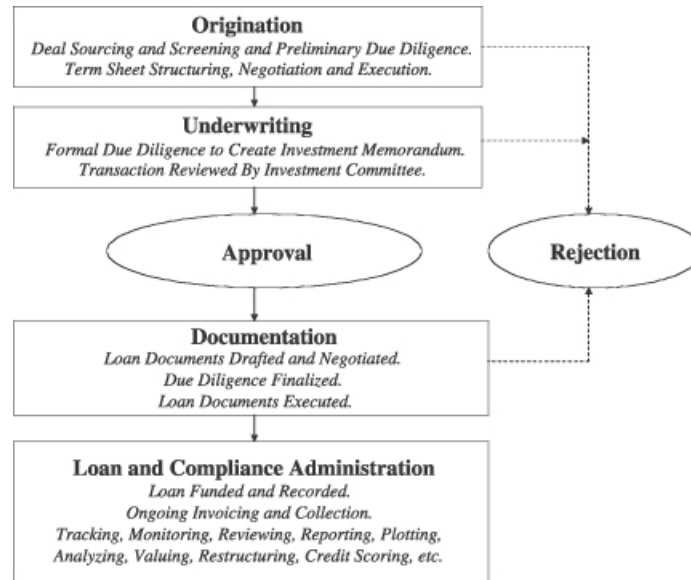 Origination
Deal Sourcing and Screening and Preliminary Due Diligence.
Term Sheet Structuring, Negotiation and Execution.
Underwriting
Formal Due Diligence to Create Investment Memorandum.
Transaction Reviewed By Investment Committee.
Approval
Rejection
Documentation
Loan Documents Drafted and Negotiated.
Due Diligence Finalized.
Loan Documents Executed.
Loan and Compliance Administration
Loan Funded and Recorded.
Ongoing Invoicing and Collection.
Tracking, Monitoring, Reviewing, Reporting, Plotting,
Analyzing, Valuing, Restructuring, Credit Scoring, etc.